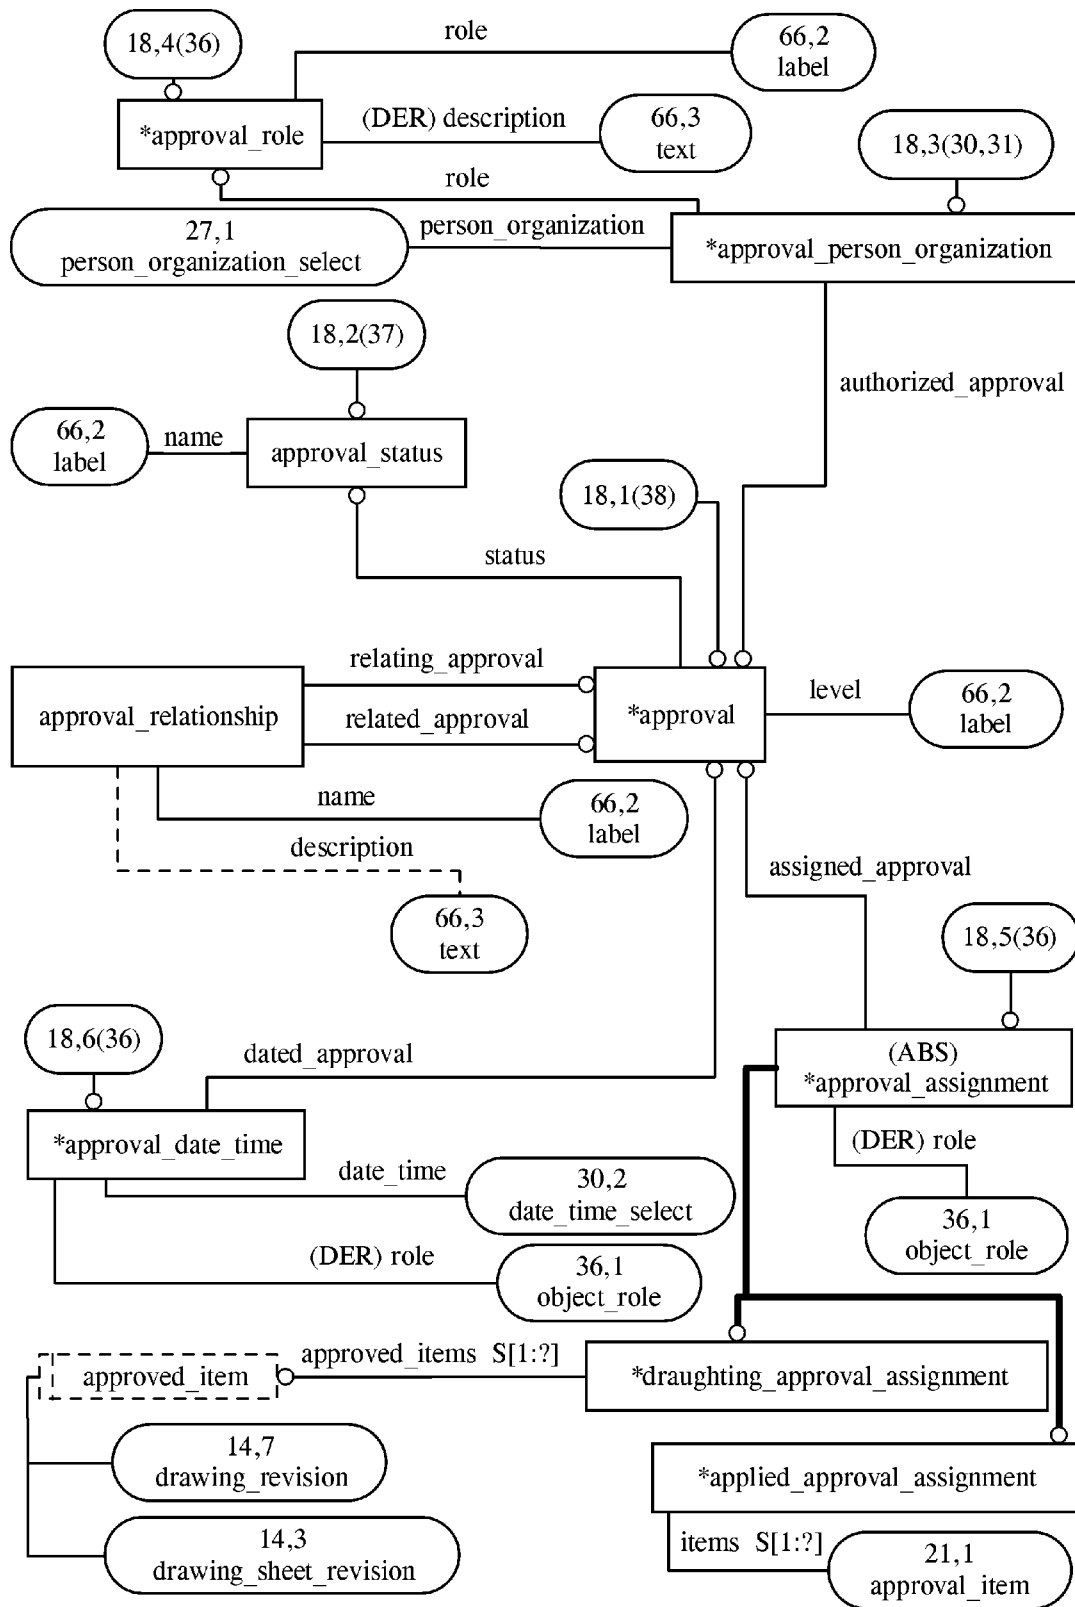 role
18,4(36)
66,2
label
(DER) description
*approval_role
66,3
text
18,3(30,31)
role
27,1
person_organization_select
person_organization
*approval_person_organization
18,2(37)
authorized_approval
66,2
label
name
approval_status
18,1(38)
status
relating_approval
approval_relationship
related_approval
*approval
level
66,2
label
name
66,2
label
description
66,3
text
assigned_approval
18,5(36)
18,6(36)
dated_approval
(ABS)
*approval_assignment
*approval_date_time
(DER) role
date_time
30,2
date_time_select
36,1
object_role
(DER) role
36,1
object_role
approved_item
approved_items S[1:?]
*draughting_approval_assignment
14,7
drawing_revision
*applied_approval_assignment
14,3
drawing_sheet_revision
items S[1:?]
21,1
approval_item